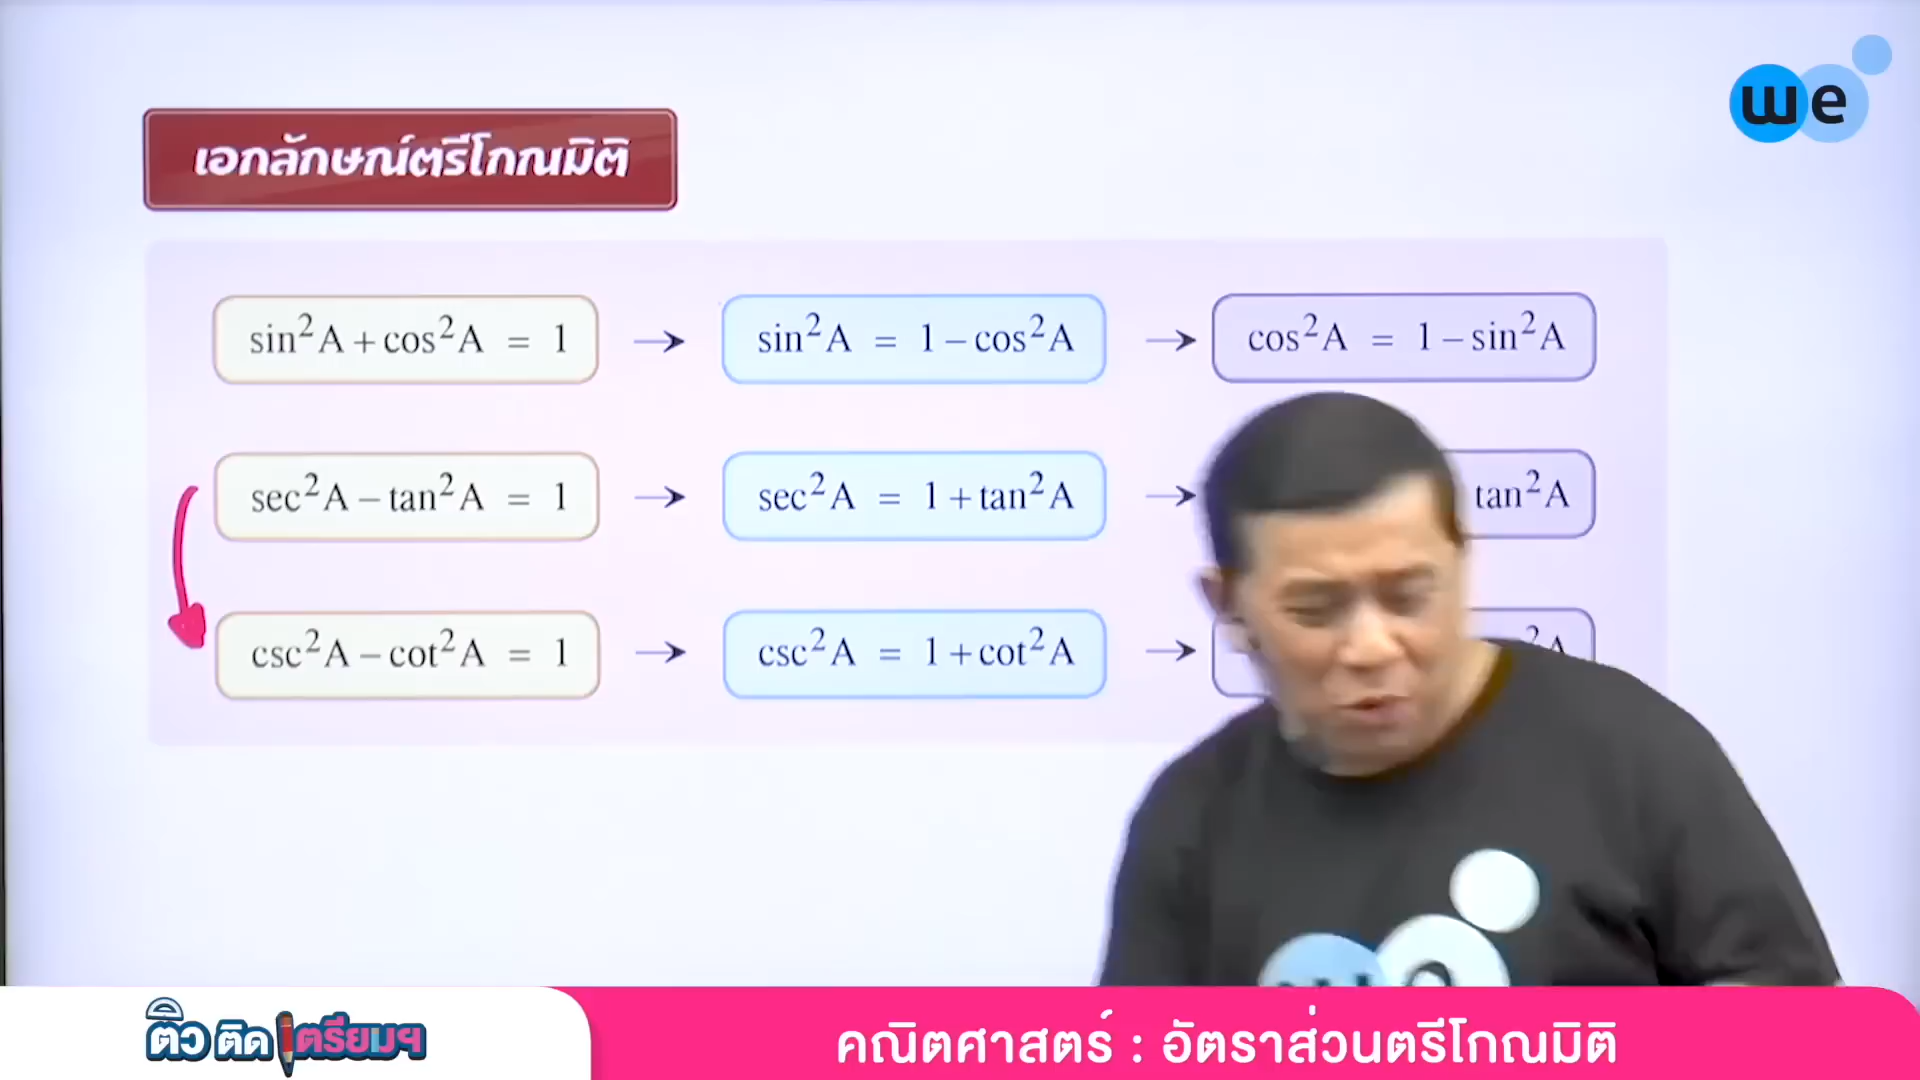 we
เอกลักษณ์ตรีโกณมิติ
sin²A + cos²A = 1 → sin²A = 1 – cos²A → cos²A = 1 – sin²A
sec²A – tan²A = 1 → sec²A = 1 + tan²A → tan²A
csc²A – cot²A = 1 → csc²A = 1 + cot²A → ²A
ติว ติด เตรียมฯ
คณิตศาสตร์ : อัตราส่วนตรีโกณมิติ